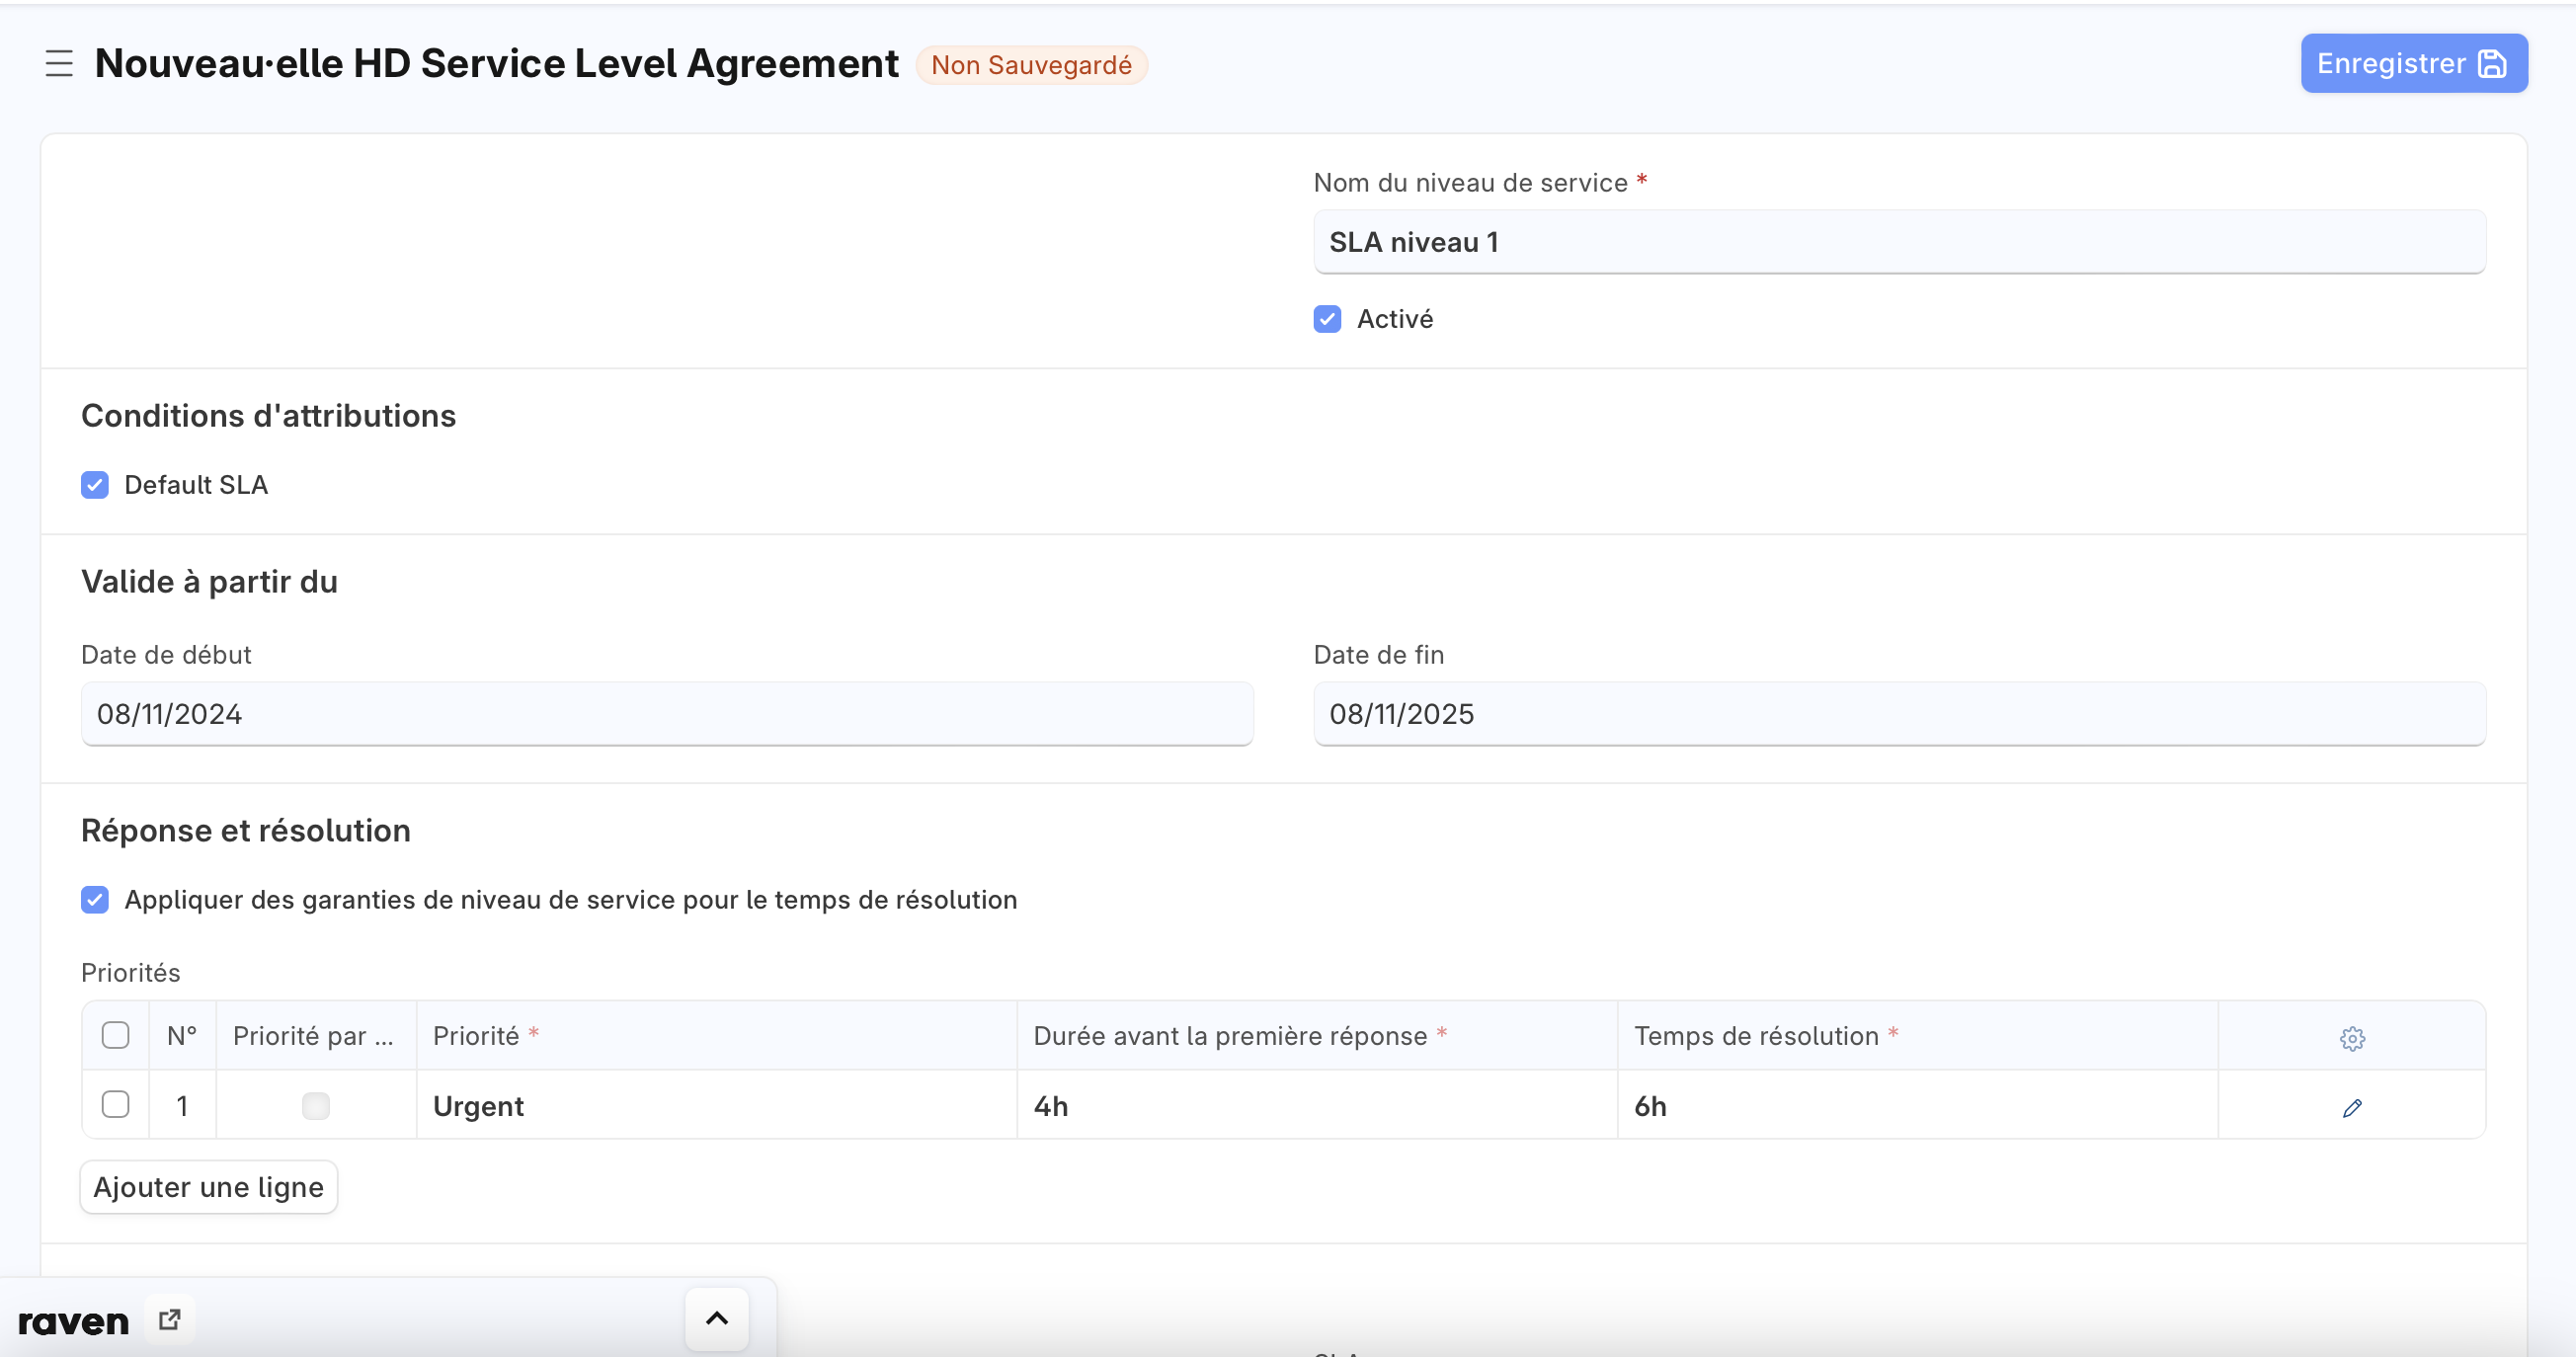 Nouveau·elle HD Service Level Agreement Non Sauvegardé
Enregistrer
Nom du niveau de service *
SLA niveau 1
Activé
Conditions d'attributions
Default SLA
Valide à partir du
Date de début
08/11/2024
Date de fin
08/11/2025
Réponse et résolution
Appliquer des garanties de niveau de service pour le temps de résolution
Priorités
N° Priorité par ... Priorité * Durée avant la première réponse * Temps de résolution *
1 Urgent 4h 6h
Ajouter une ligne
raven